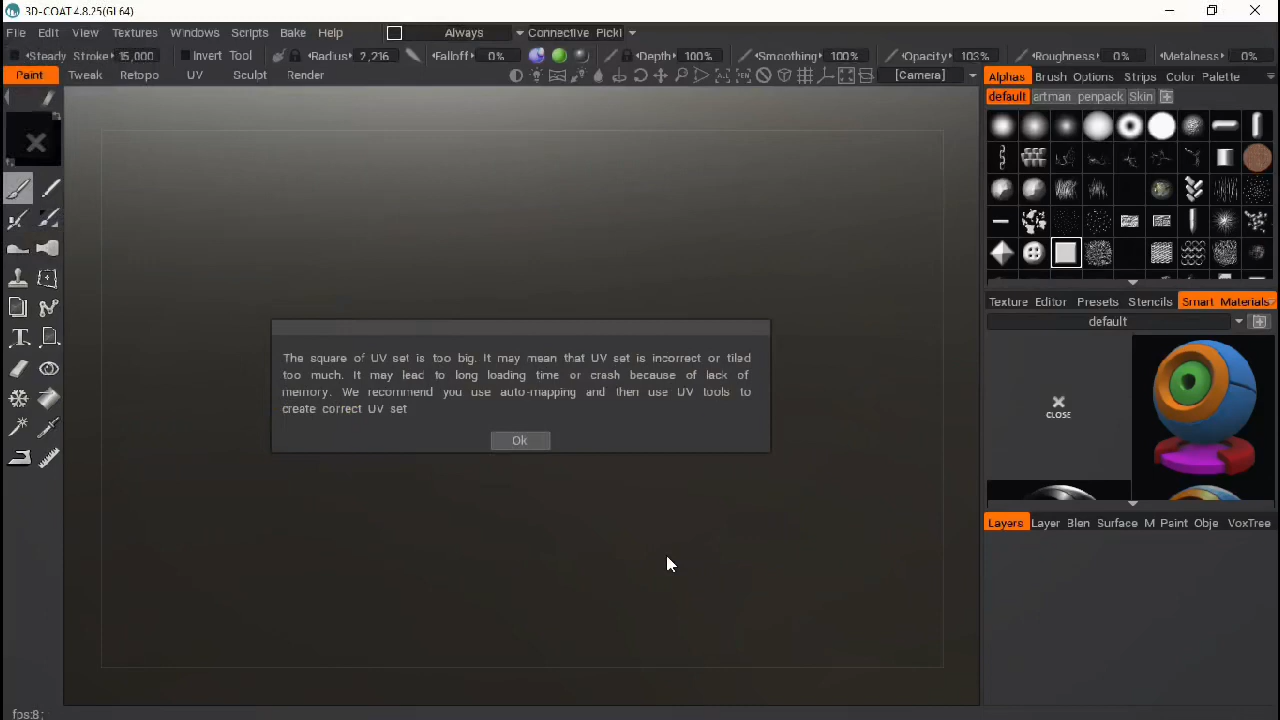 3D-COAT 4.8.25(GL64)
File Edit View Textures Windows Scripts Bake Help Always Connective Pickl
Steady Stroke 15,000 Invert Tool Radius 2,216 Falloff 0% Depth 100% Smoothing 100% Opacity 103% Roughness 0% Metalness 0%
Paint Tweak Retopo UV Sculpt Render [Camera] Alphas Brush Options Strips Color Palette
default artman penpack Skin
Texture Editor Presets Stencils Smart Materials
default
The square of UV set is too big. It may mean that UV set is incorrect or tiled
too much. It may lead to long loading time or crash because of lack of
memory. We recommend you use auto-mapping and then use UV tools to
create correct UV set
Ok
CLOSE
Layers Layer Blen Surface M Paint Obje VoxTree
fps:8;